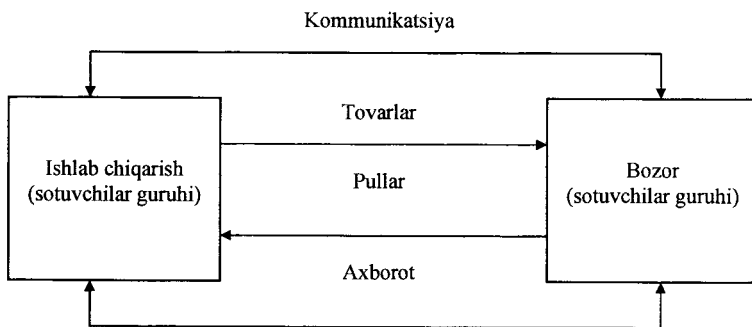 Kommunikatsiya
Tovarlar
Ishlab chiqarish
(sotuvchilar guruhi)
Pullar
Bozor
(sotuvchilar guruhi)
Axborot